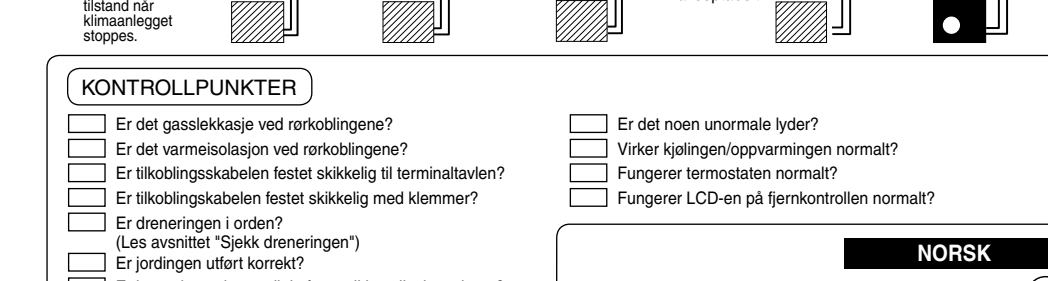 tilstand når
klimaanlegget
stoppes.
KONTROLLPUNKTER
Er det gasslekkasje ved rørkoblingene?
Er det varmeisolasjon ved rørkoblingene?
Er tilkoblingsskabelen festet skikkelig til terminaltavlen?
Er tilkoblingskabelen festet skikkelig med klemmer?
Er dreneringen i orden?
(Les avsnittet "Sjekk dreneringen")
Er jordingen utført korrekt?
Er det noen unormale lyder?
Virker kjølingen/oppvarmingen normalt?
Fungerer termostaten normalt?
Fungerer LCD-en på fjernkontrollen normalt?
NORSK